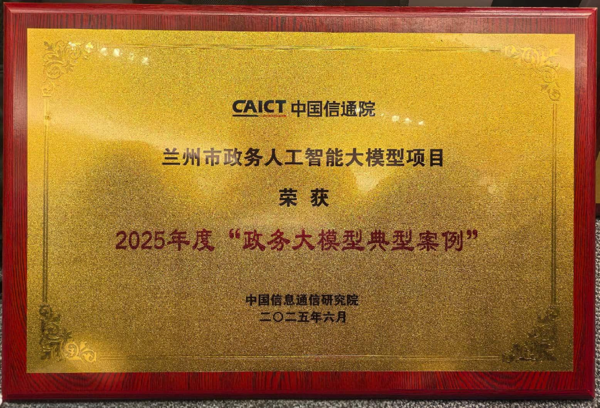 CAICT 中国信通院
兰州市政务人工智能大模型项目
荣获
2025年度“政务大模型典型案例”
中国信息通信研究院
二〇二五年六月